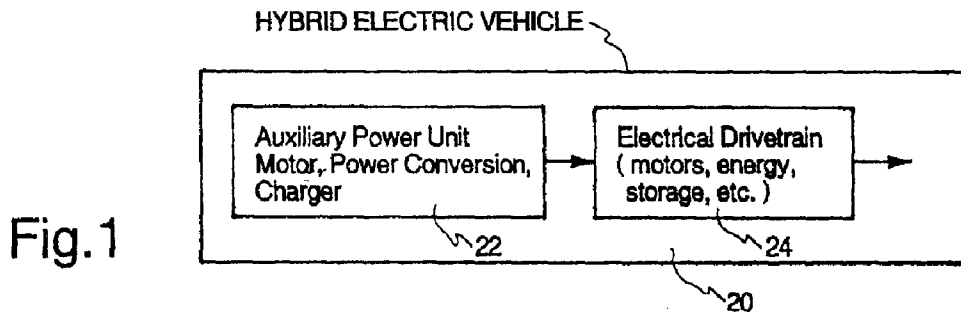 HYBRID ELECTRIC VEHICLE
Auxiliary Power Unit
Motor, Power Conversion,
Charger
Electrical Drivetrain
( motors, energy,
storage, etc. )
22
24
20
Fig.1